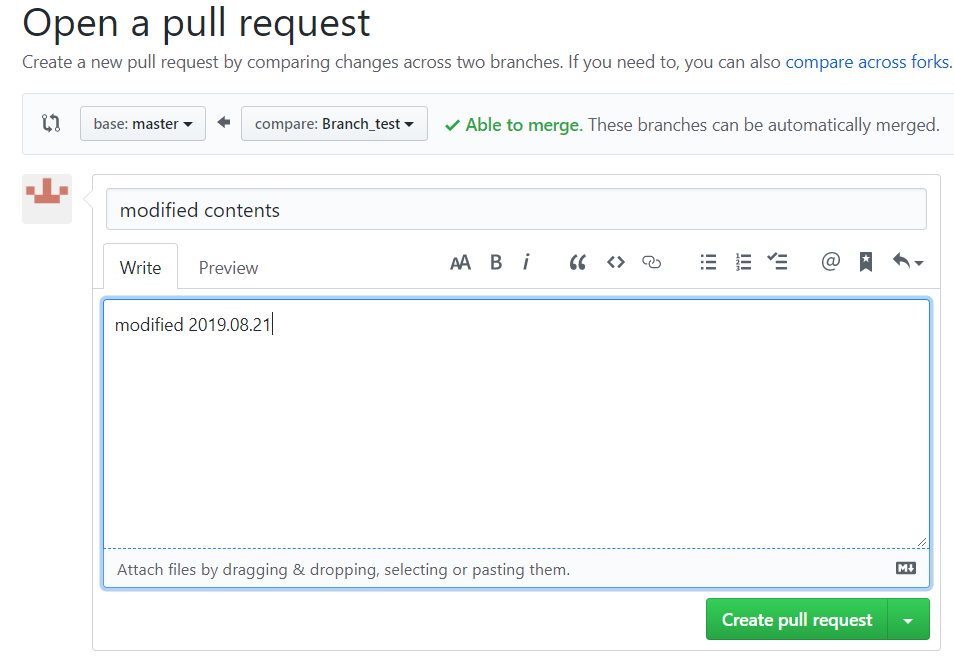 Open a pull request
Create a new pull request by comparing changes across two branches. If you need to, you can also compare across forks.
base: master compare: Branch_test Able to merge. These branches can be automatically merged.
modified contents
Write Preview AA B i @
modified 2019.08.21
Attach files by dragging & dropping, selecting or pasting them. M
Create pull request